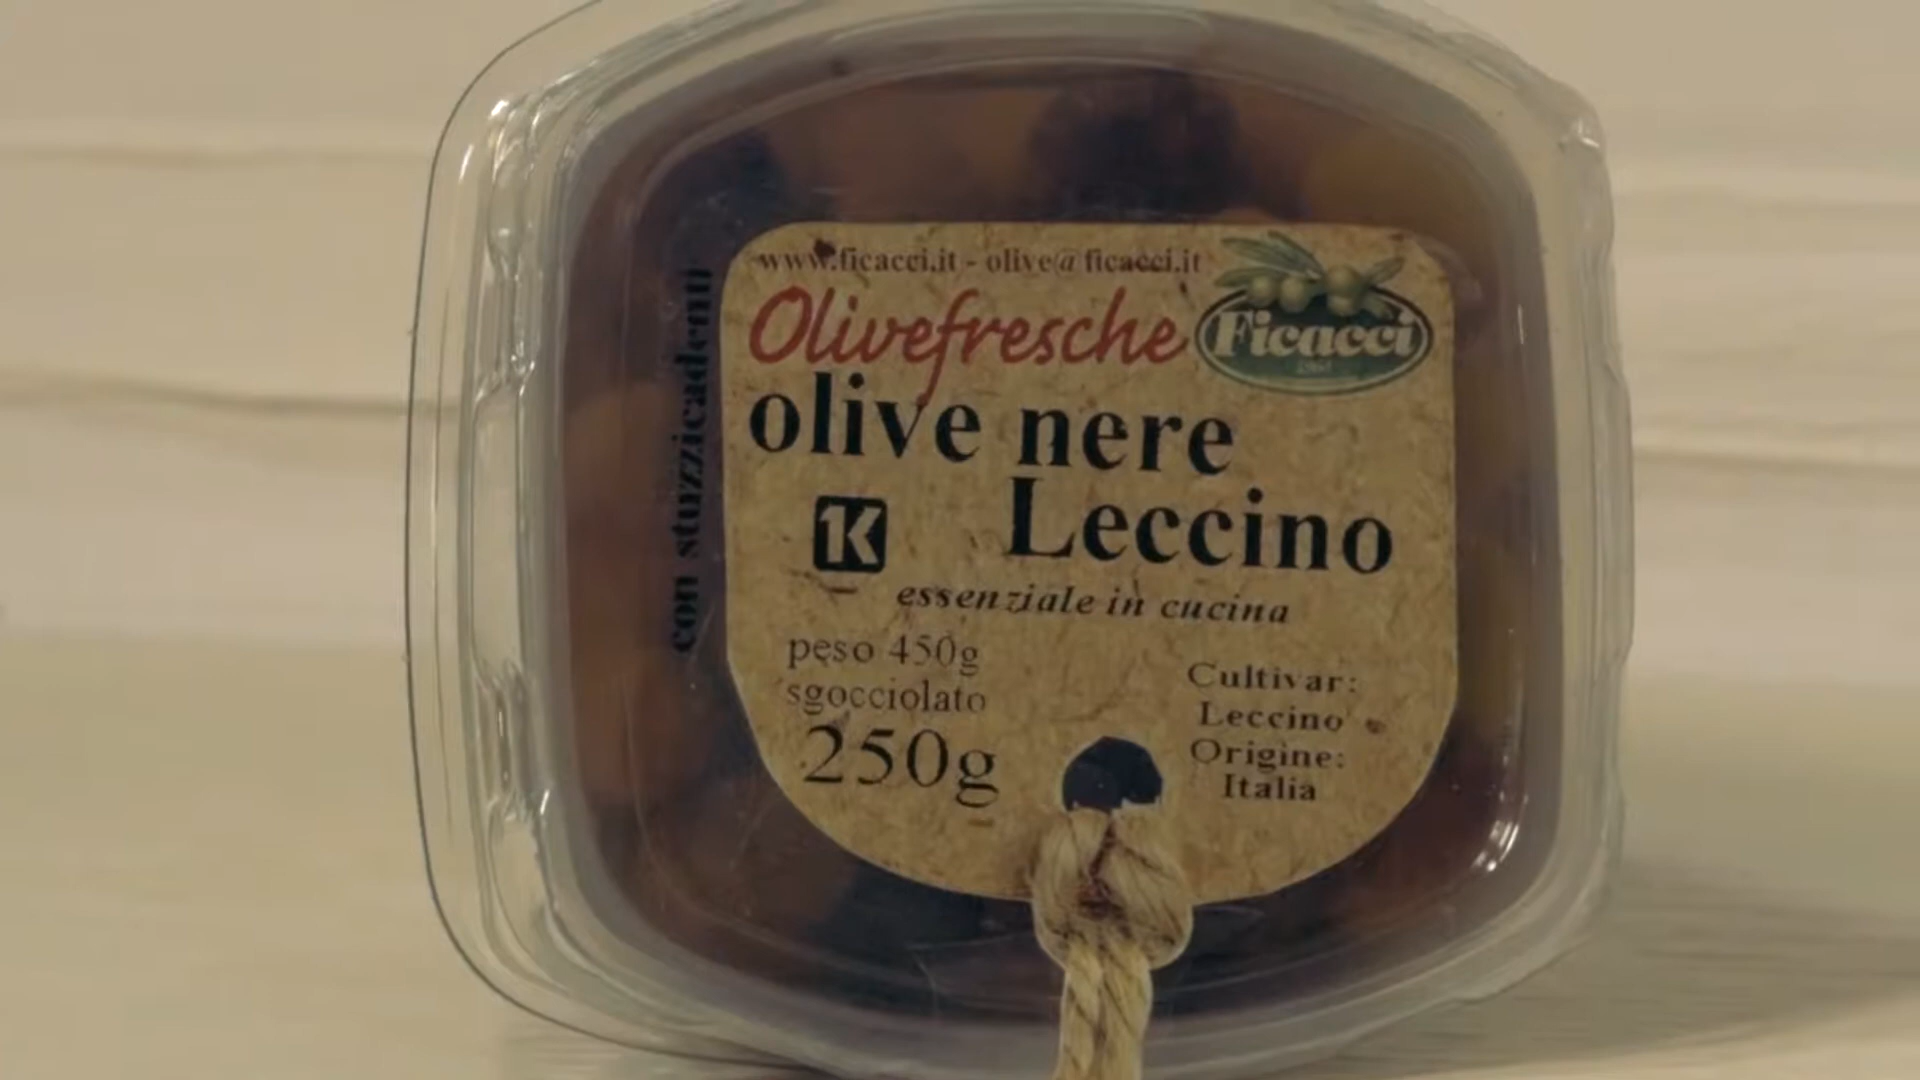 www.ficacci.it - olive@ficacci.it
Olivefresche
Ficacci
olive nere
Leccino
K
essenziale in cucina
peso 450g
sgocciolato
250g
Cultivar:
Leccino
Origine:
Italia
con stuzzicadenti